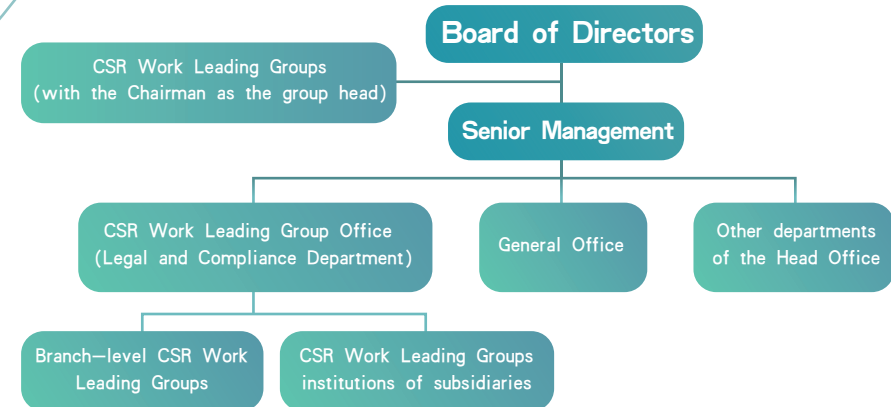 Board of Directors
CSR Work Leading Groups
(with the Chairman as the group head)
Senior Management
CSR Work Leading Group Office
(Legal and Compliance Department)
General Office
Other departments
of the Head Office
Branch—level CSR Work
Leading Groups
CSR Work Leading Groups
institutions of subsidiaries